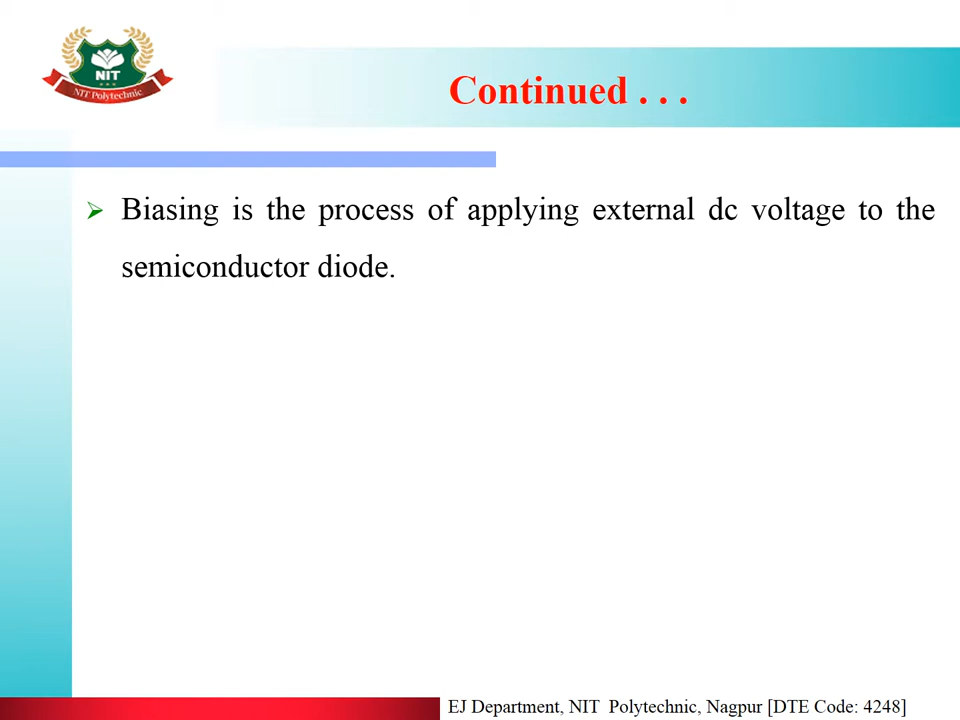 NIT
NIT Polytechnic
Continued . . .
Biasing is the process of applying external dc voltage to the
semiconductor diode.
EJ Department, NIT Polytechnic, Nagpur [DTE Code: 4248]